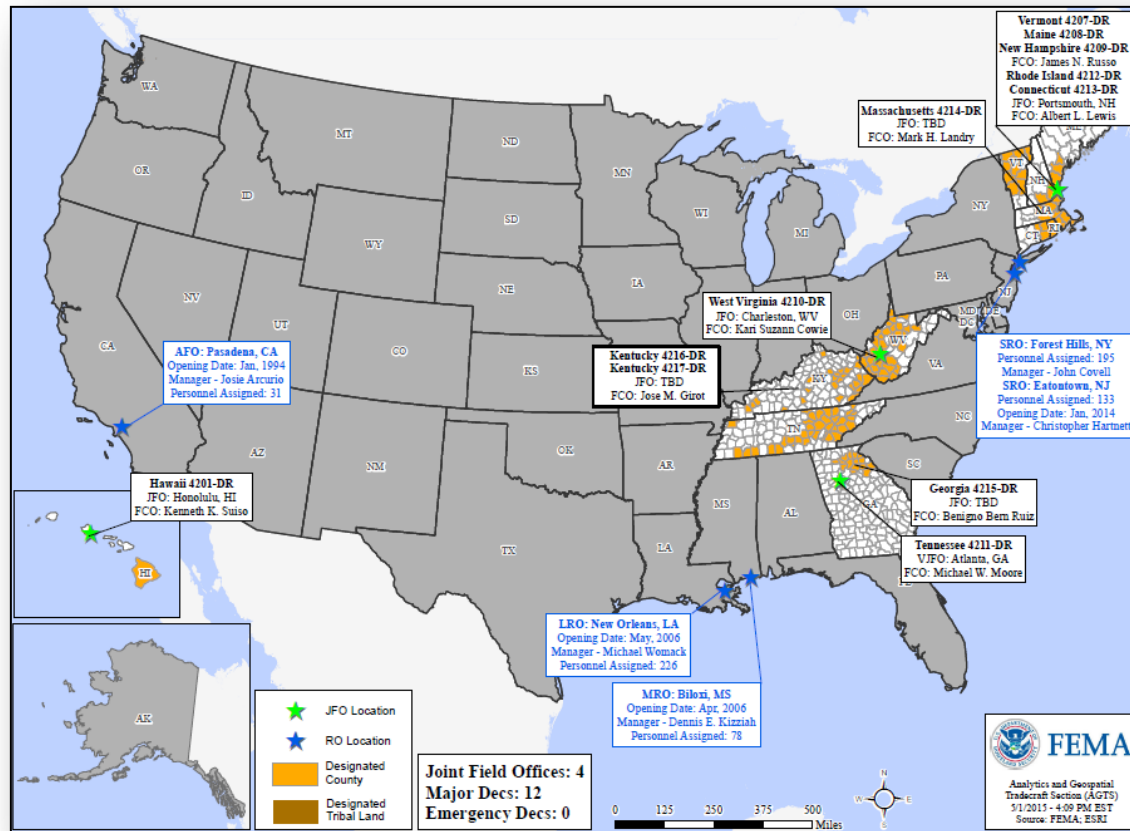 Vermont 4207-DR
Maine 4208-DR
New Hampshire 4209-DR
FCO: James N. Russo
Rhode Island 4212-DR
Connecticut 4213-DR
JFO: Portsmouth, NH
FCO: Albert L. Lewis
Massachusetts 4214-DR
JFO: TBD
FCO: Mark H. Landry
WA
MT
ND
MN
OR
ID
SD
WI
MI
NY
VT
NH
MA
CT
RI
WY
IA
NE
PA
NJ
NV
UT
CO
KS
OH
MD
DE
DC
WV
VA
CA
KY
NC
TN
AZ
NM
OK
AR
SC
MS
AL
GA
TX
LA
West Virginia 4210-DR
JFO: Charleston, WV
FCO: Kari Suzann Cowie
Kentucky 4216-DR
Kentucky 4217-DR
JFO: TBD
FCO: Jose M. Girot
AFO: Pasadena, CA
Opening Date: Jan, 1994
Manager - Josie Arcurio
Personnel Assigned: 31
SRO: Forest Hills, NY
Personnel Assigned: 195
Manager - John Covell
SRO: Eatontown, NJ
Personnel Assigned: 133
Opening Date: Jan, 2014
Manager - Christopher Hartnett
Hawaii 4201-DR
JFO: Honolulu, HI
FCO: Kenneth K. Suiso
HI
Georgia 4215-DR
JFO: TBD
FCO: Benigno Bern Ruiz
Tennessee 4211-DR
VJFO: Atlanta, GA
FCO: Michael W. Moore
LRO: New Orleans, LA
Opening Date: May, 2006
Manager - Michael Womack
Personnel Assigned: 226
MRO: Biloxi, MS
Opening Date: Apr, 2006
Manager - Dennis E. Kizziah
Personnel Assigned: 78
AK
JFO Location
RO Location
Designated
County
Designated
Tribal Land
Joint Field Offices: 4
Major Decs: 12
Emergency Decs: 0
0 125 250 375 500
Miles
N
W E
S
FEMA
Analytics and Geospatial
Tradecraft Section (AGTS)
5/1/2015 - 4:09 PM EST
Source: FEMA; ESRI